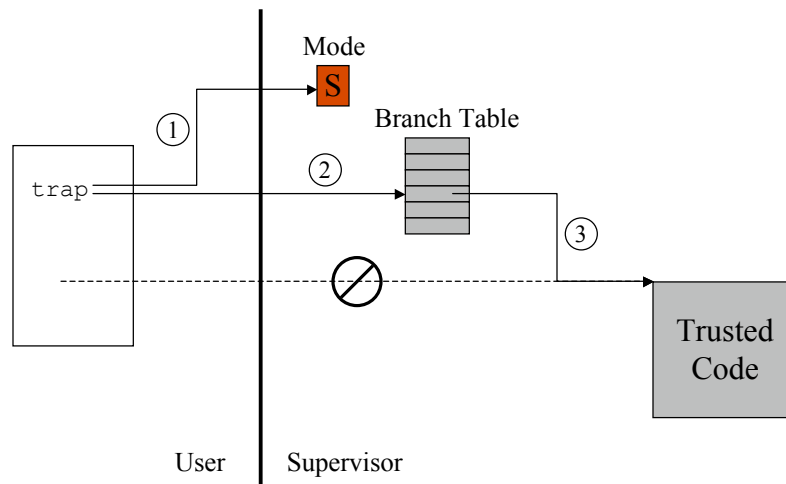 Mode
S
Branch Table
1
trap
2
3
Trusted
Code
User
Supervisor